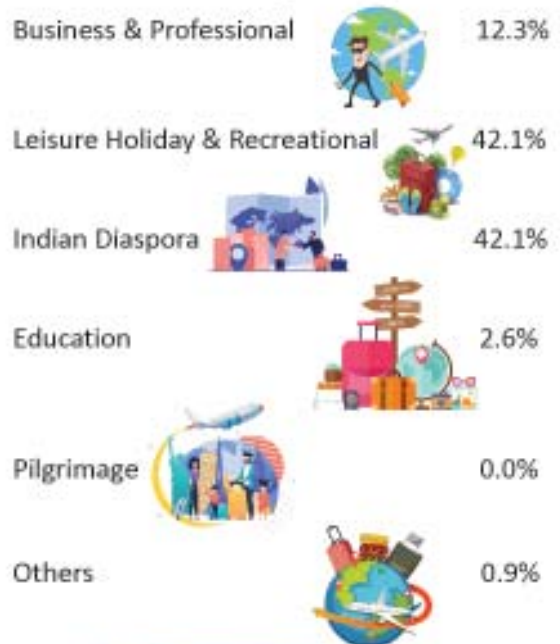 Business & Professional 12.3%
Leisure Holiday & Recreational 42.1%
Indian Diaspora 42.1%
Education 2.6%
Pilgrimage 0.0%
Others 0.9%